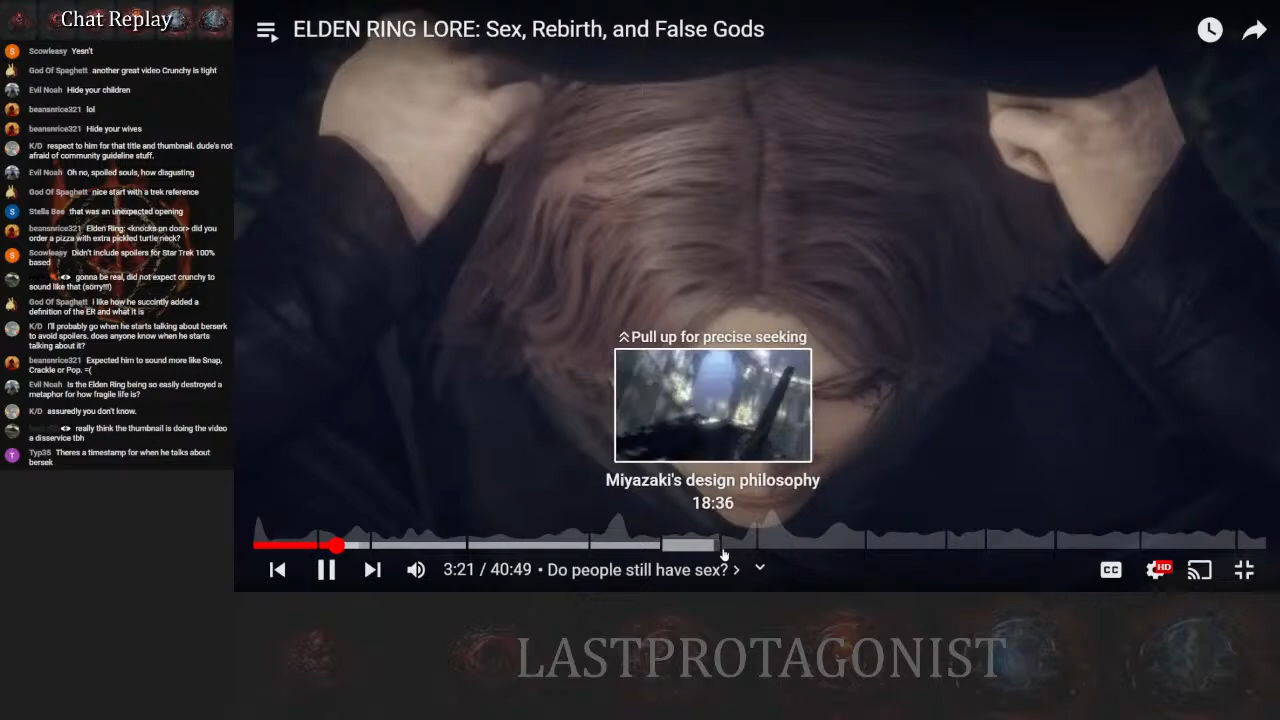 Chat Replay
S Scowleasy Yesn't
God Of Spaghett another great video Crunchy is tight
Evil Noah Hide your children
beansnrice321 lol
beansnrice321 Hide your wives
K/D respect to him for that title and thumbnail. dude's not
afraid of community guideline stuff.
Evil Noah Oh no, spoiled souls, how disgusting
God Of Spaghett nice start with a trek reference
S Stella Bee that was an unexpected opening
beansnrice321 Elden Ring: <knocks on door> did you
order a pizza with extra pickled turtle neck?
S Scowleasy Didn't include spoilers for Star Trek 100%
based
gonna be real, did not expect crunchy to
sound like that (sorry!!!)
God Of Spaghett i like how he succintly added a
definition of the ER and what it is
K/D I'll probably go when he starts talking about berserk
to avoid spoilers. does anyone know when he starts
talking about it?
beansnrice321 Expected him to sound more like Snap,
Crackle or Pop. =(
Evil Noah Is the Elden Ring being so easily destroyed a
metaphor for how fragile life is?
K/D assuredly you don't know.
really think the thumbnail is doing the video
a disservice tbh
T Typ35 Theres a timestamp for when he talks about
bersek
ELDEN RING LORE: Sex, Rebirth, and False Gods
Pull up for precise seeking
Miyazaki's design philosophy
18:36
3:21 / 40:49 • Do people still have sex? >
CC
HD
LASTPROTAGONIST